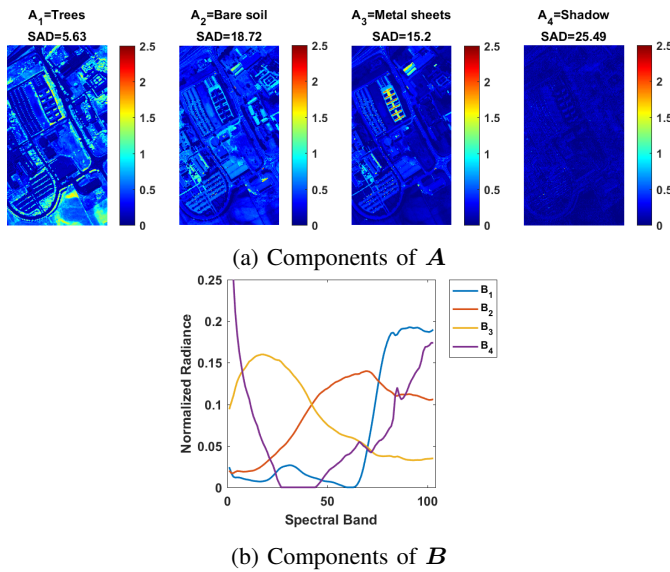 A1=Trees A2=Bare soil A3=Metal sheets A4=Shadow
SAD=5.63 SAD=18.72 SAD=15.2 SAD=25.49
2.5 2.5 2.5 2.5
2 2 2 2
1.5 1.5 1.5 1.5
1 1 1 1
0.5 0.5 0.5 0.5
0 0 0 0
(a) Components of A
0.25
B1
0.2
B2
B3
0.15
B4
0.1
0.05
0
Normalized Radiance
0 50 100
Spectral Band
(b) Components of B